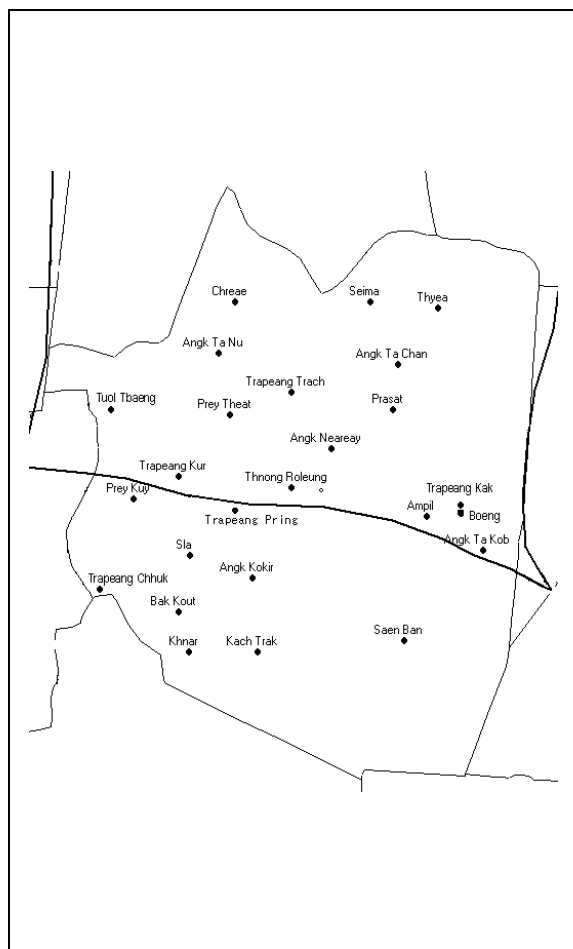 Chreae
Seima
Thyea
Angk Ta Nu
Angk Ta Chan
Trapeang Trach
Tuol Tbaeng
Prey Theat
Prasat
Angk Neareay
Trapeang Kur
Thnong Roleung
Trapeang Kak
Prey Kuy
Ampil
Boeng
Trapeang Pring
Angk Ta Kob
Sla
Angk Kokir
Trapeang Chhuk
Bak Kout
Saen Ban
Khnar
Kach Trak